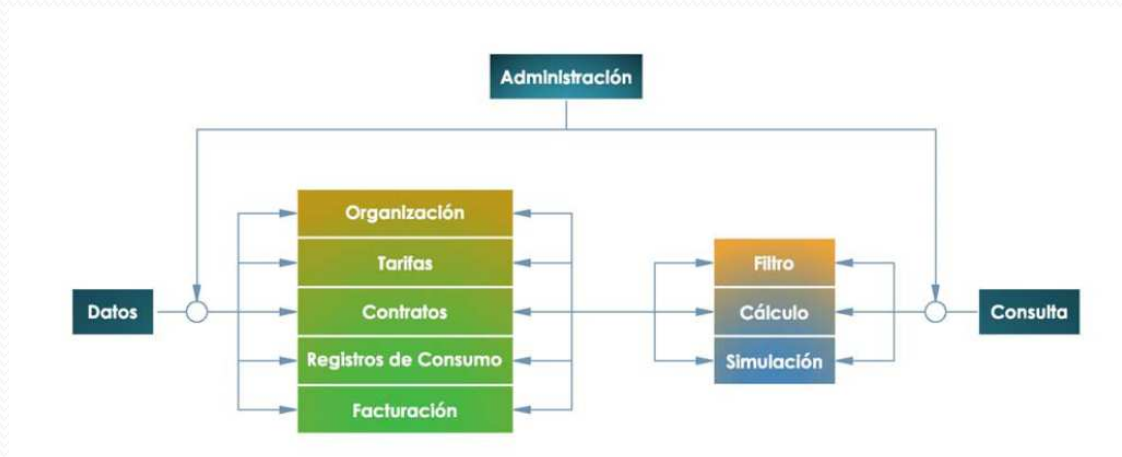 Administración
Organización
Tarifas
Filtro
Datos
Contratos
Cálculo
Consulta
Registros de Consumo
Simulación
Facturación